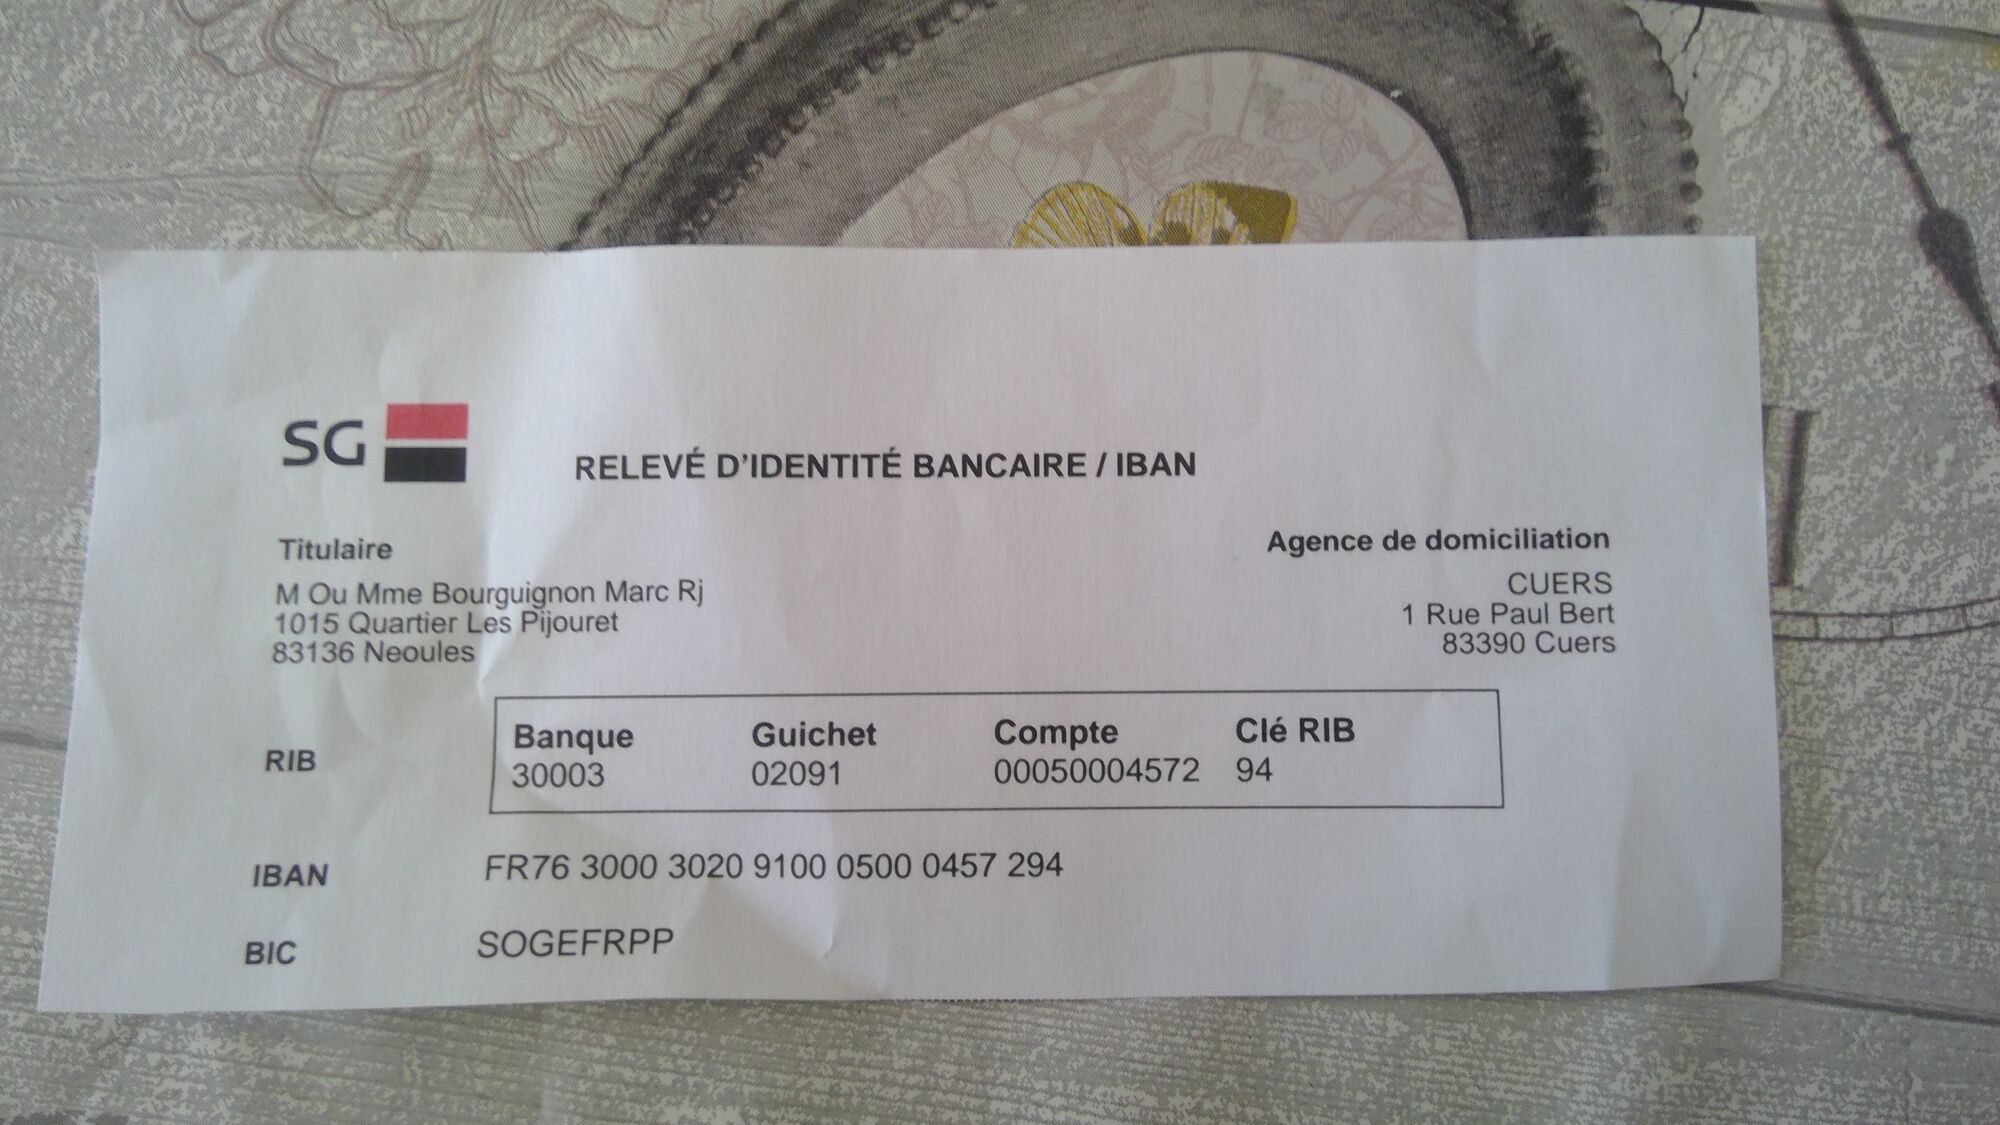 SG
RELEVÉ D'IDENTITÉ BANCAIRE / IBAN
Titulaire
M Ou Mme Bourguignon Marc Rj
1015 Quartier Les Pijouret
83136 Neoules
Agence de domiciliation
CUERS
1 Rue Paul Bert
83390 Cuers
RIB
Banque Guichet Compte Clé RIB
30003 02091 00050004572 94
IBAN FR76 3000 3020 9100 0500 0457 294
BIC SOGEFRPP